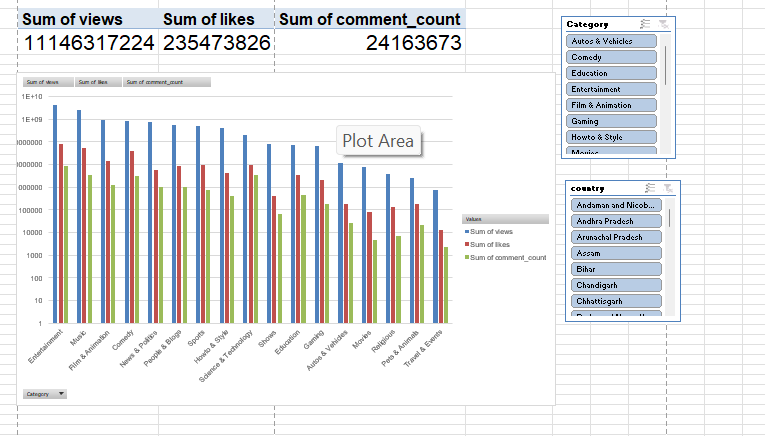 Sum of views Sum of likes Sum of comment_count
11146317224 235473826 24163673
Sum of views Sum of likes Sum of comment_count
1E+10
1E+09
0000000
0000000
000000
100000
10000
1000
100
10
1
Plot Area
Entertainment
Music
Film & Animation
Comedy
News & Politics
People & Blogs
Sports
Howto & Style
Science & Technology
Shows
Education
Gaming
Autos & Vehicles
Movies
Religious
Pets & Animals
Travel & Events
Values
Sum of views
Sum of likes
Sum of comment_count
Category
Category
Autos & Vehicles
Comedy
Education
Entertainment
Film & Animation
Gaming
Howto & Style
Movies
country
Andaman and Nicob...
Andhra Pradesh
Arunachal Pradesh
Assam
Bihar
Chandigarh
Chhattisgarh